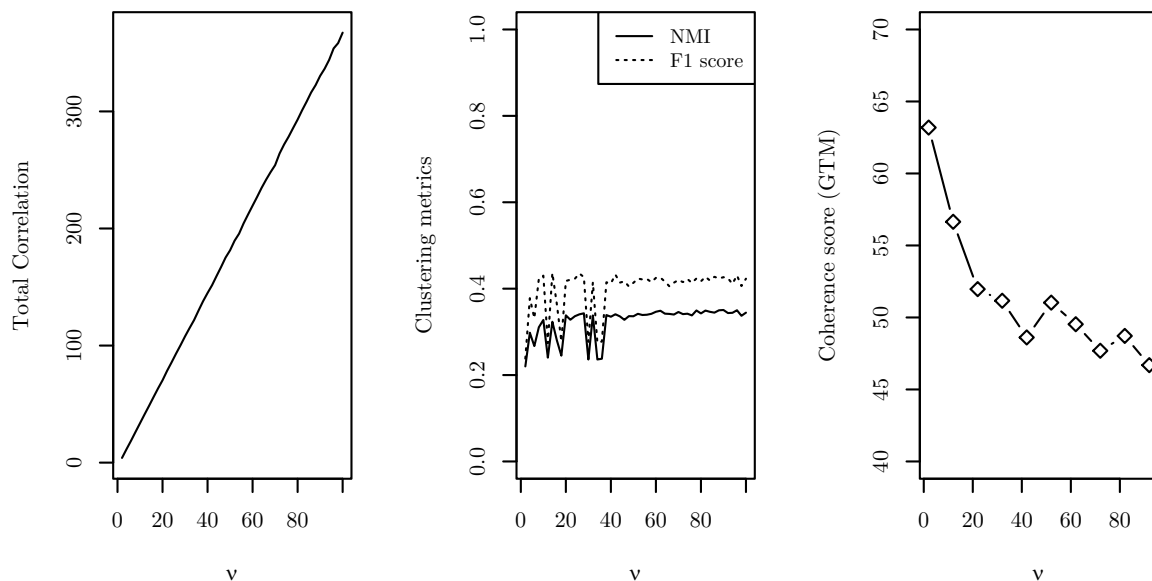 Total Correlation
0 100 200 300
0 20 40 60 80
ν
Clustering metrics
0.0 0.2 0.4 0.6 0.8 1.0
NMI
F1 score
0 20 40 60 80
ν
Coherence score (GTM)
40 45 50 55 60 65 70
0 20 40 60 80
ν